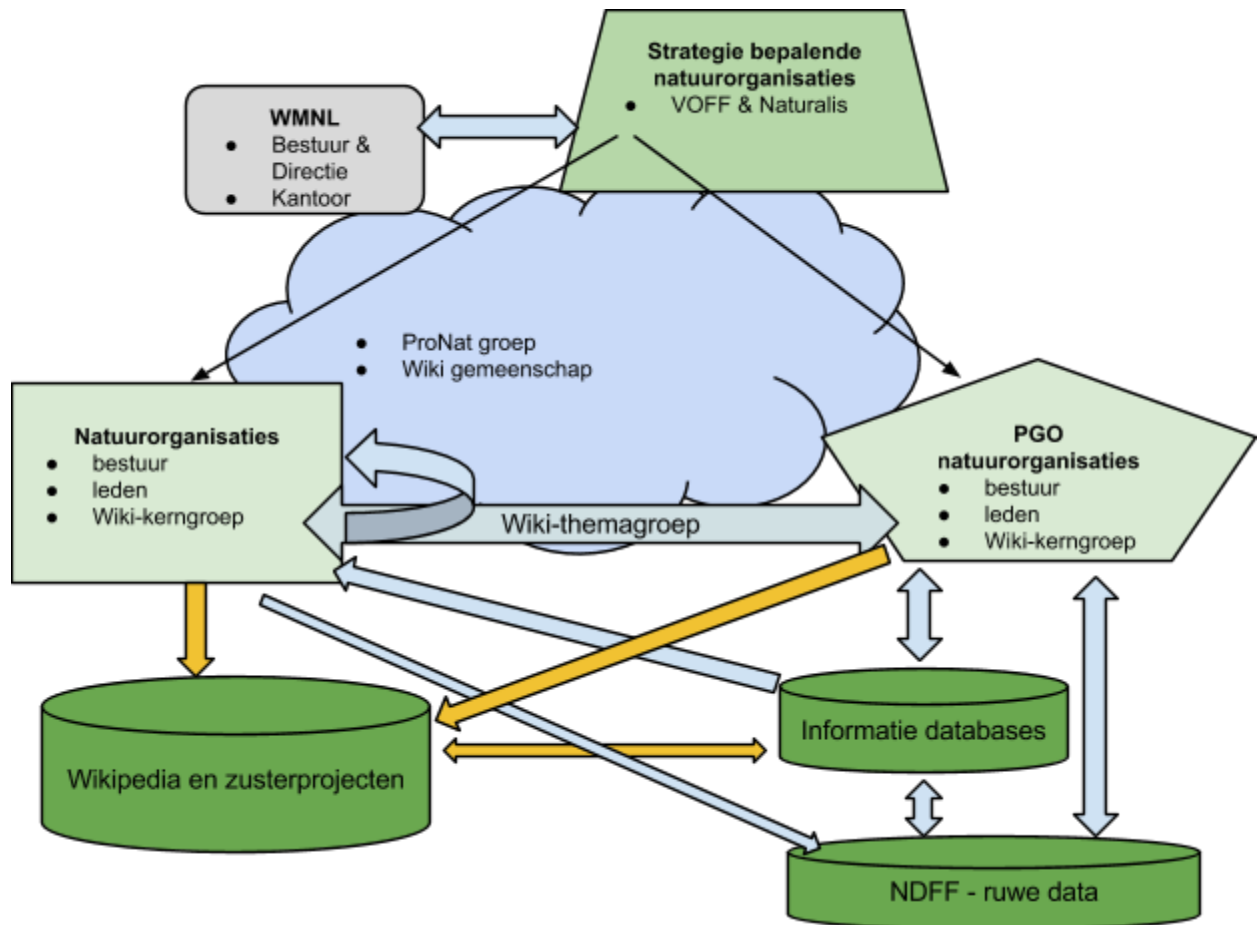 Strategie bepalende
natuurorganisaties
● VOFF & Naturalis
WMNL
● Bestuur &
Directie
● Kantoor
● ProNat groep
● Wiki gemeenschap
Natuurorganisaties
● bestuur
● leden
● Wiki-kerngroep
PGO
natuurorganisaties
● bestuur
● leden
● Wiki-kerngroep
Wiki-themagroep
Informatie databases
Wikipedia en zusterprojecten
NDFF - ruwe data